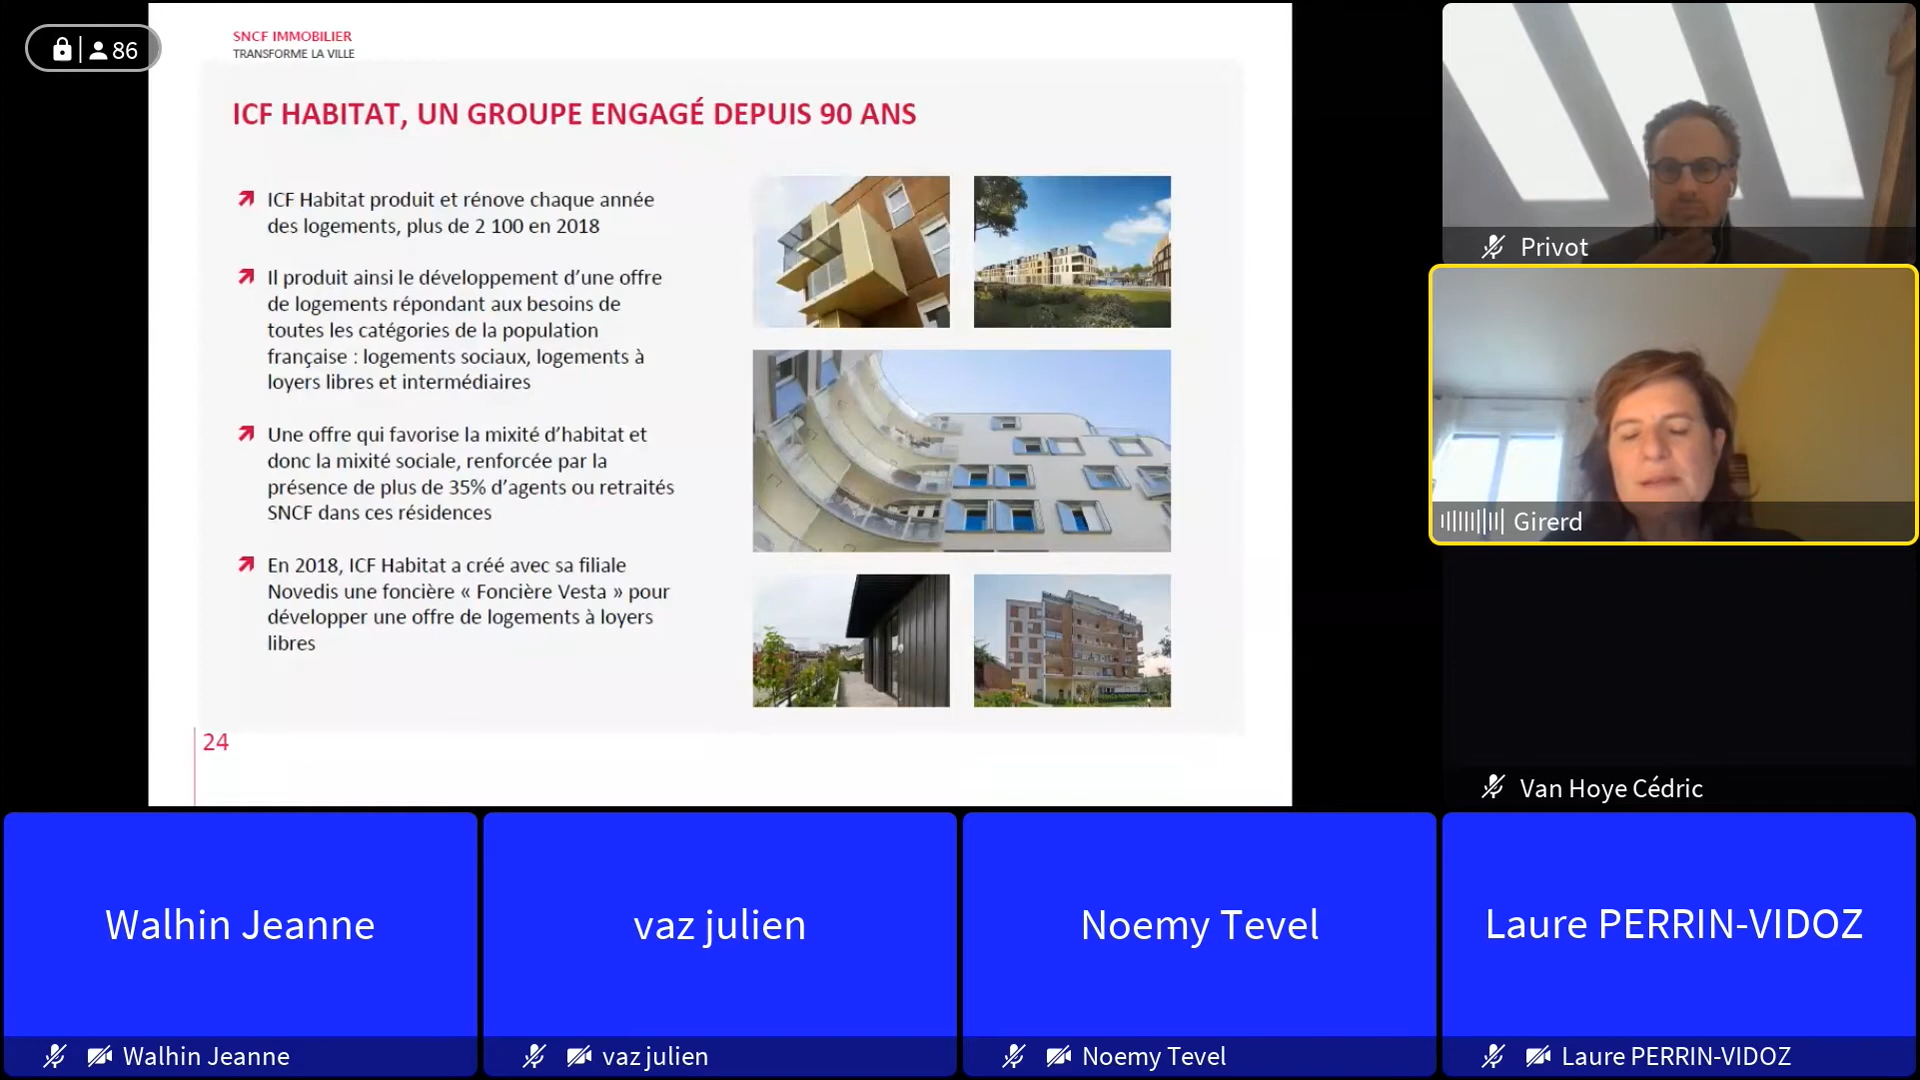 86
SNCF IMMOBILIER
TRANSFORME LA VILLE
ICF HABITAT, UN GROUPE ENGAGÉ DEPUIS 90 ANS
ICF Habitat produit et rénove chaque année
des logements, plus de 2 100 en 2018
Il produit ainsi le développement d’une offre
de logements répondant aux besoins de
toutes les catégories de la population
française : logements sociaux, logements à
loyers libres et intermédiaires
Une offre qui favorise la mixité d’habitat et
donc la mixité sociale, renforcée par la
présence de plus de 35% d’agents ou retraités
SNCF dans ces résidences
En 2018, ICF Habitat a créé avec sa filiale
Novedis une foncière « Foncière Vesta » pour
développer une offre de logements à loyers
libres
24
Privot
Girerd
Van Hoye Cédric
Walhin Jeanne
Walhin Jeanne
vaz julien
vaz julien
Noemy Tevel
Noemy Tevel
Laure PERRIN-VIDOZ
Laure PERRIN-VIDOZ